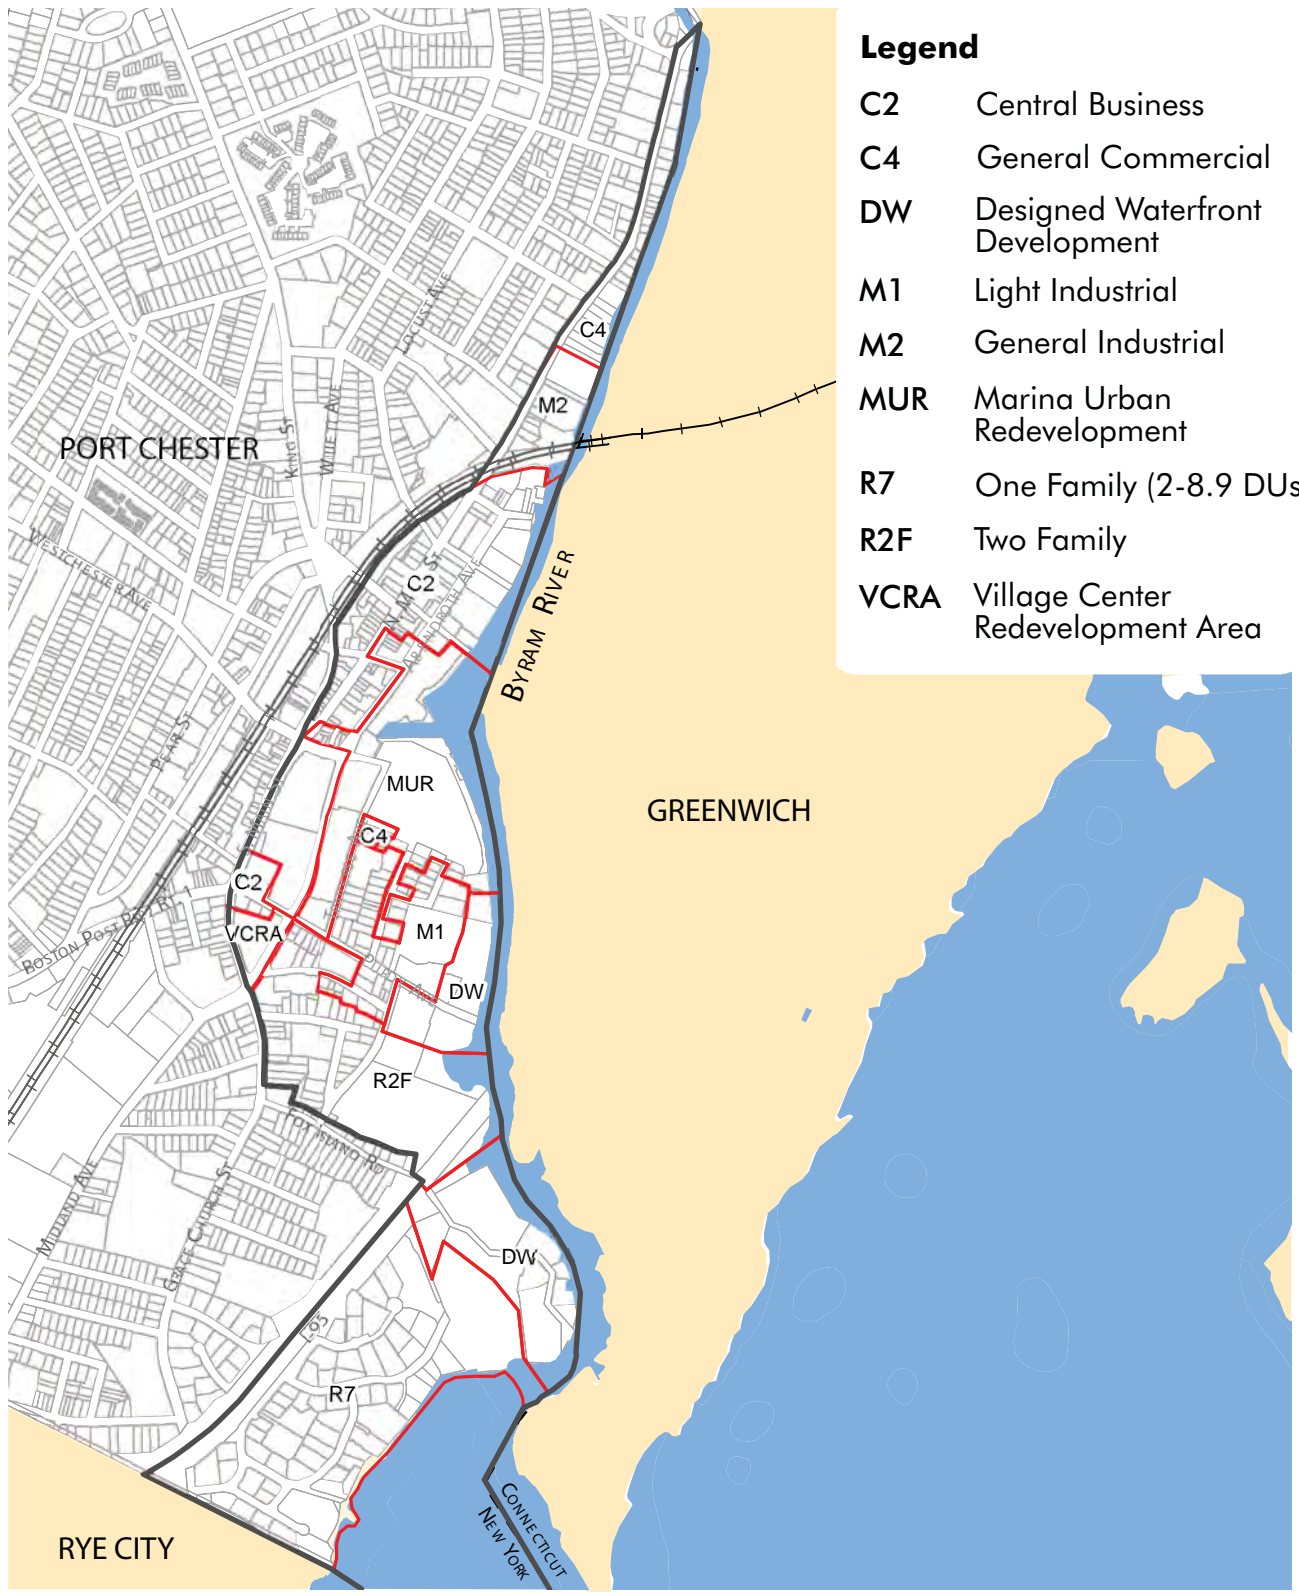 Legend
C2 Central Business
C4 General Commercial
DW Designed Waterfront
Development
M1 Light Industrial
M2 General Industrial
MUR Marina Urban
Redevelopment
R7 One Family (2-8.9 DUs
R2F Two Family
VCRA Village Center
Redevelopment Area
LOCUST AVE
C4
M2
PORT CHESTER
KING ST
WILLETT AVE
WESTCHESTER AVE
C2
BYRAM RIVER
PEARL ST
MUR
GREENWICH
C4
C2
BOSTON POST
VCRA
M1
DW
R2F
FOX ISLAND RD
MIDLAND AVE
GRACE CHURCH ST
DW
I-95
R7
CONNECTICUT
NEW YORK
RYE CITY